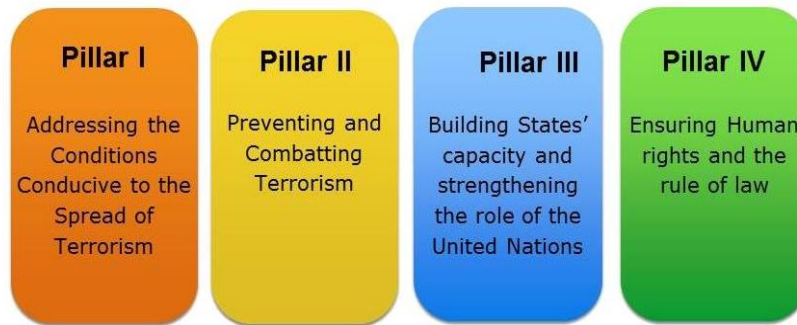 Pillar I
Addressing the
Conditions
Conducive to the
Spread of
Terrorism
Pillar II
Preventing and
Combatting
Terrorism
Pillar III
Building States’
capacity and
strengthening
the role of the
United Nations
Pillar IV
Ensuring Human
rights and the
rule of law